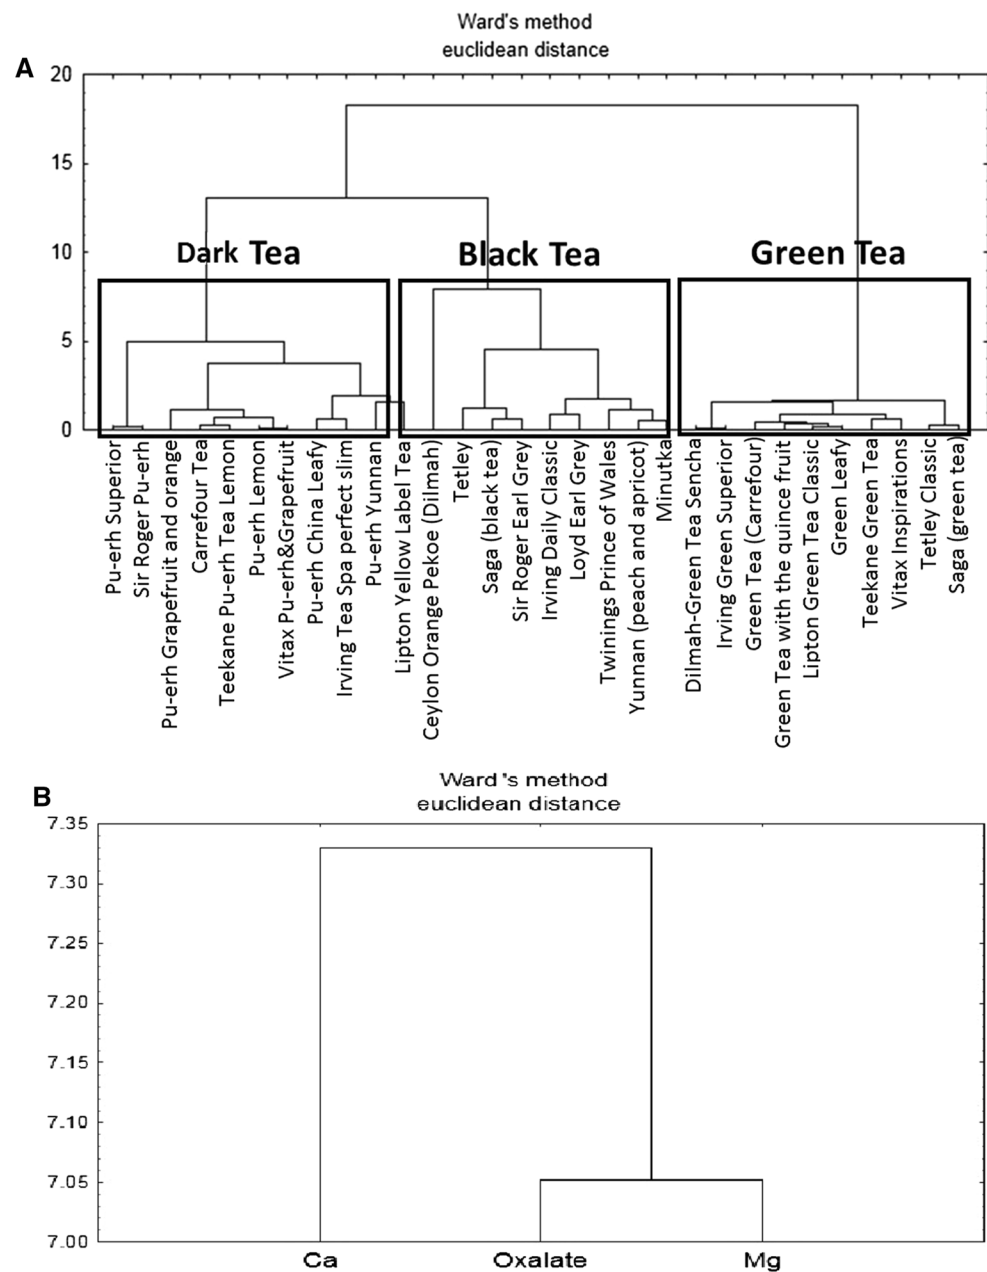 Ward's method
euclidean distance
A
20
15
10
5
0
Dark Tea
Black Tea
Green Tea
Pu-erh Superior
Sir Roger Pu-erh
Pu-erh Grapefruit and orange
Carrefour Tea
Teekane Pu-erh Tea Lemon
Pu-erh Lemon
Vitax Pu-erh&Grapefruit
Pu-erh China Leafy
Irving Tea Spa perfect slim
Pu-erh Yunnan
Lipton Yellow Label Tea
Ceylon Orange Pekoe (Dilmah)
Tetley
Saga (black tea)
Sir Roger Earl Grey
Irving Daily Classic
Loyd Earl Grey
Twinings Prince of Wales
Yunnan (peach and apricot)
Minutka
Dilmah-Green Tea Sencha
Irving Green Superior
Green Tea (Carrefour)
Green Tea with the quince fruit
Lipton Green Tea Classic
Green Leafy
Teekane Green Tea
Vitax Inspirations
Tetley Classic
Saga (green tea)
B
Ward's method
euclidean distance
7.35
7.30
7.25
7.20
7.15
7.10
7.05
7.00
Ca
Oxalate
Mg